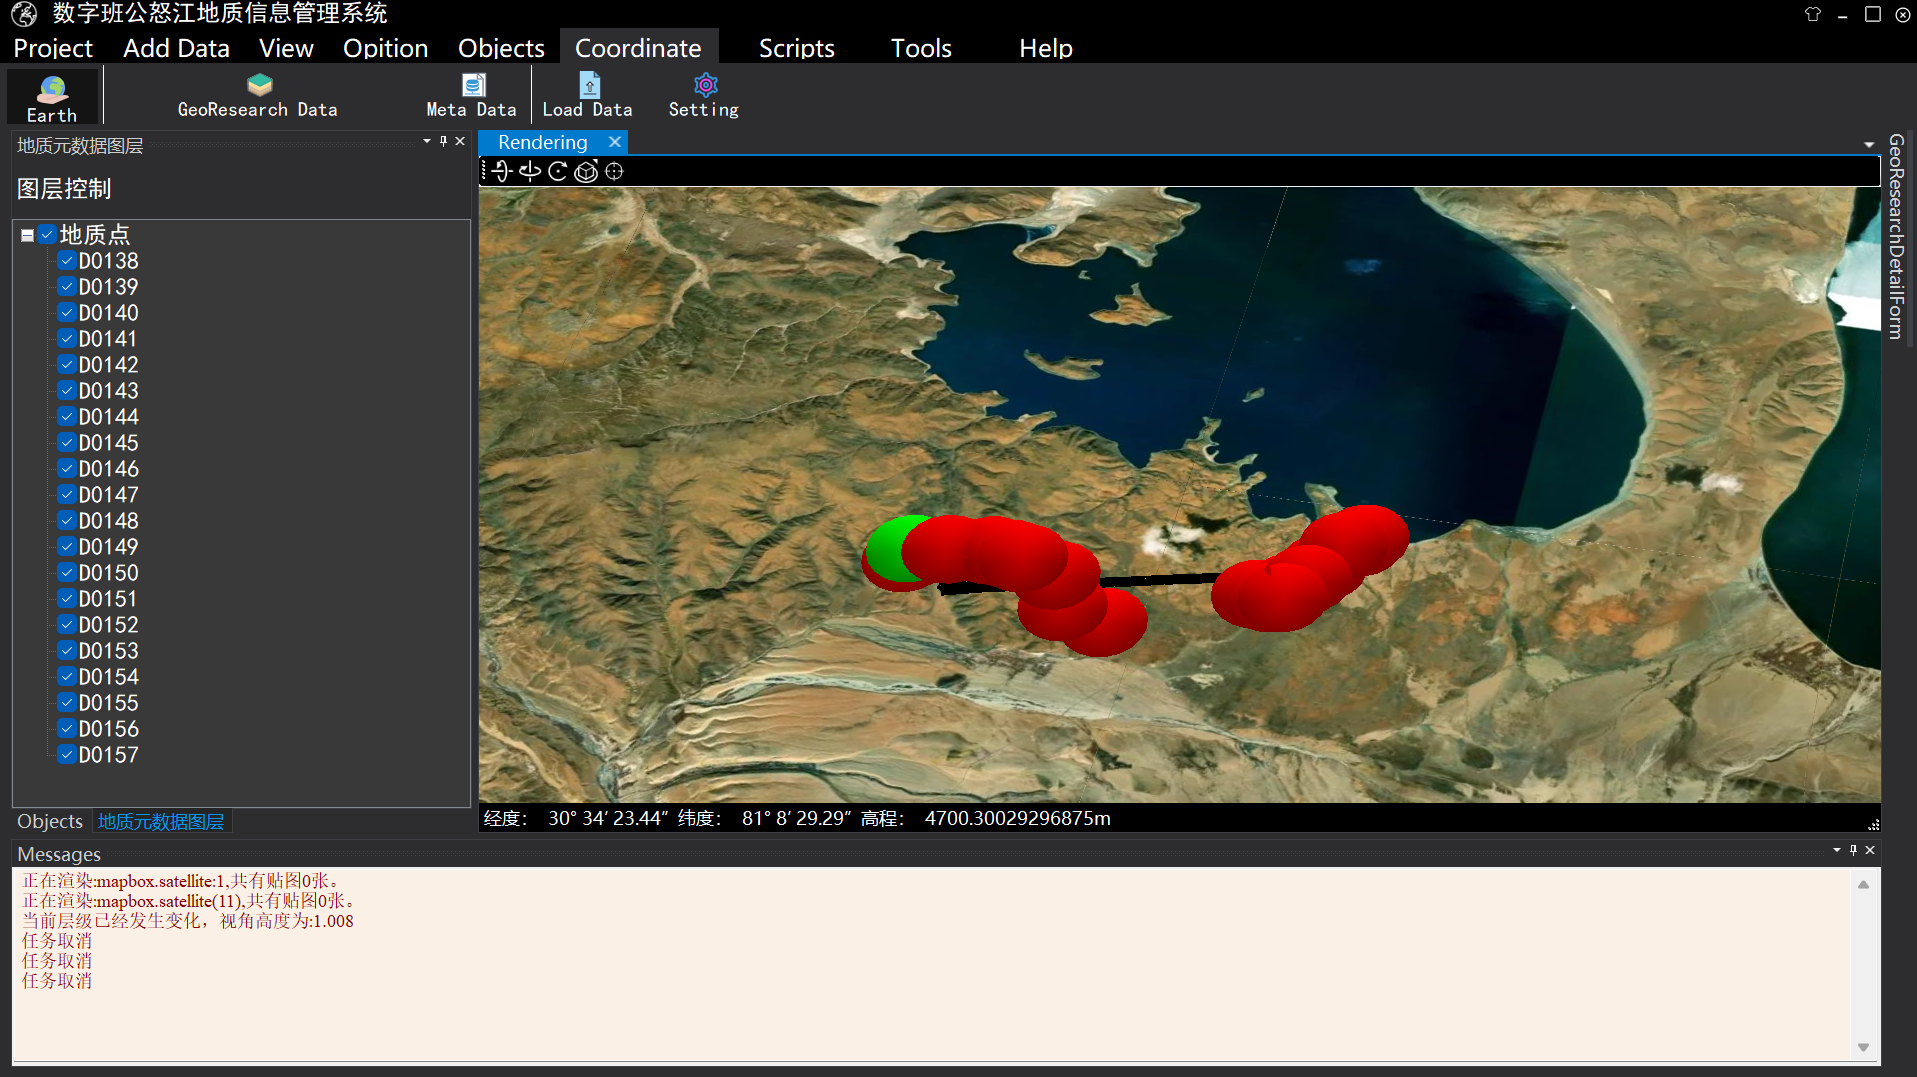 数字班公怒江地质信息管理系统
Project Add Data View Opition Objects Coordinate Scripts Tools Help
Earth GeoResearch Data Meta Data Load Data Setting
地质元数据图层
图层控制
地质点
D0138
D0139
D0140
D0141
D0142
D0143
D0144
D0145
D0146
D0147
D0148
D0149
D0150
D0151
D0152
D0153
D0154
D0155
D0156
D0157
Objects 地质元数据图层
Rendering
GeoResearchDetailForm
经度: 30° 34′ 23.44″ 纬度: 81° 8′ 29.29″ 高程: 4700.30029296875m
Messages
正在渲染:mapbox.satellite:1,共有贴图0张。
正在渲染:mapbox.satellite(11),共有贴图0张。
当前层级已经发生变化，视角高度为:1.008
任务取消
任务取消
任务取消